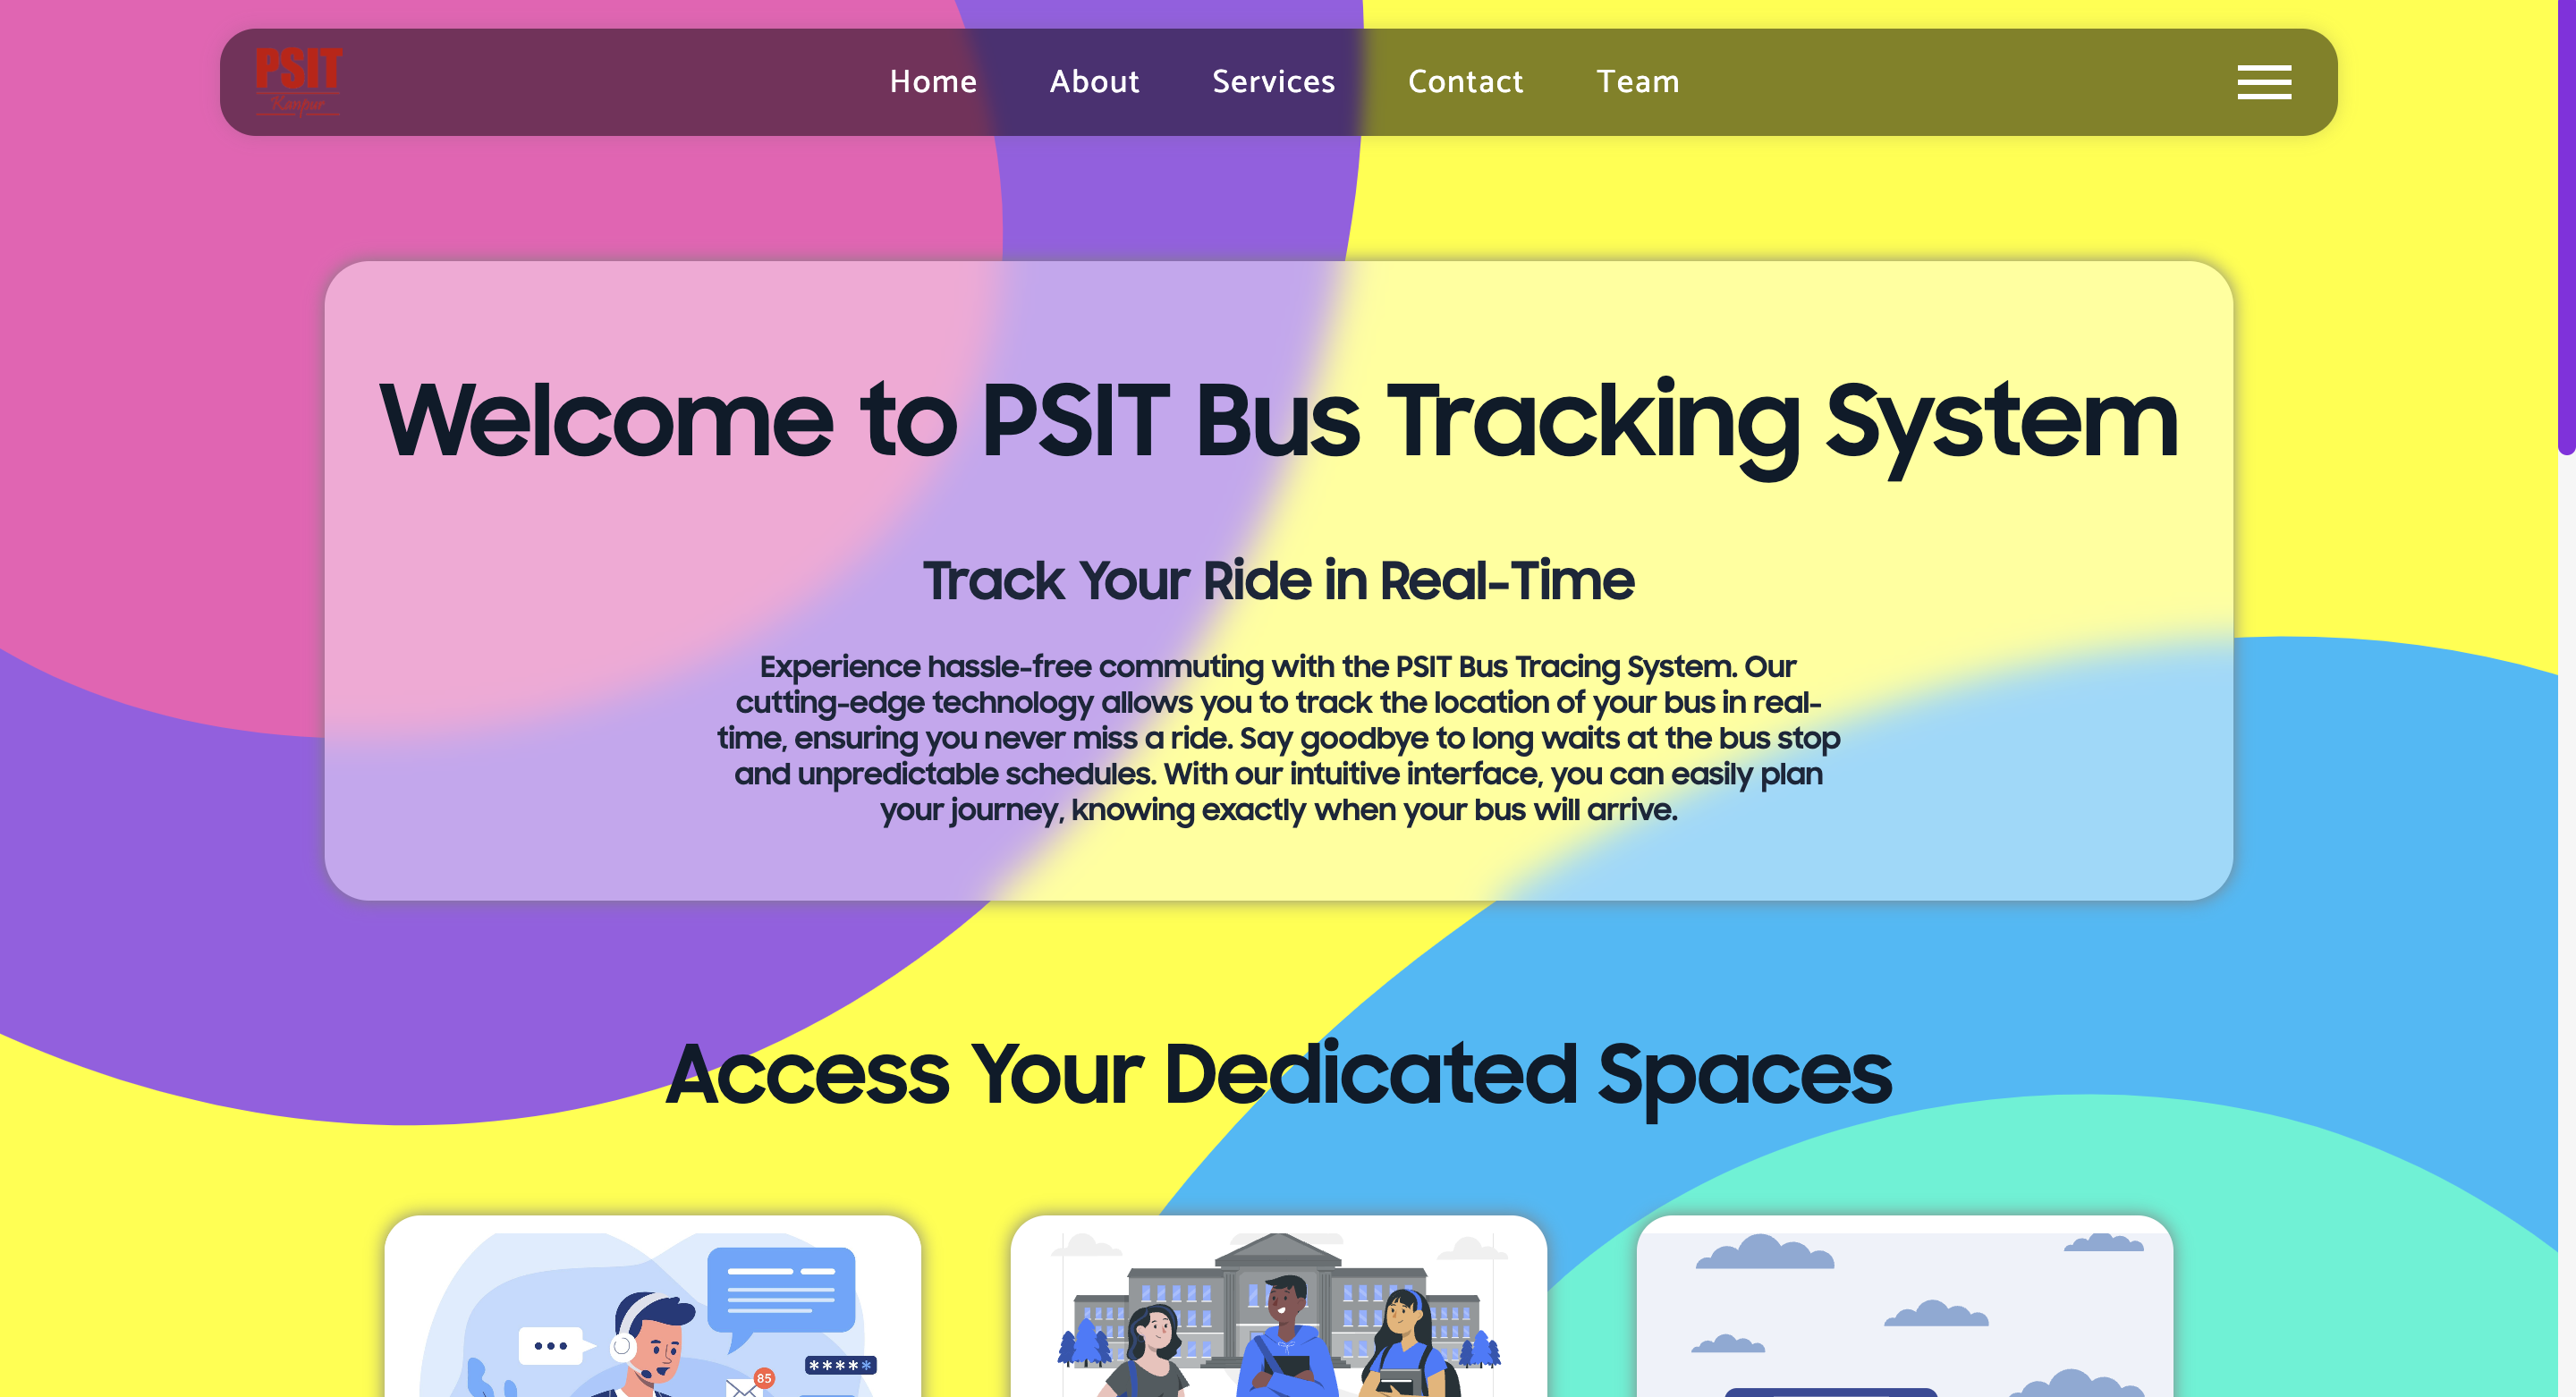 PSIT
Kanpur
Home About Services Contact Team
Welcome to PSIT Bus Tracking System
Track Your Ride in Real-Time
Experience hassle-free commuting with the PSIT Bus Tracing System. Our
cutting-edge technology allows you to track the location of your bus in real-
time, ensuring you never miss a ride. Say goodbye to long waits at the bus stop
and unpredictable schedules. With our intuitive interface, you can easily plan
your journey, knowing exactly when your bus will arrive.
Access Your Dedicated Spaces
*****
85